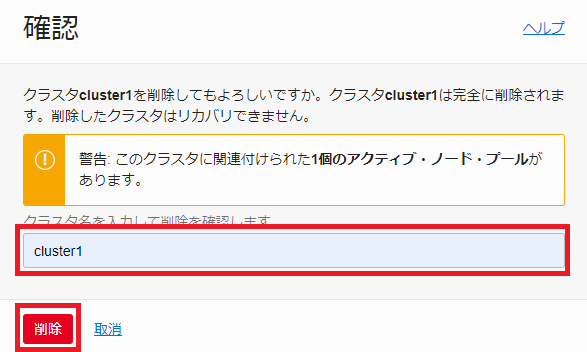 確認
ヘルプ
クラスタcluster1を削除してもよろしいですか。クラスタcluster1は完全に削除されま
す。削除したクラスタはリカバリできません。
警告: このクラスタに関連付けられた1個のアクティブ・ノード・プールが
あります。
クラスタ名を入力して削除を確認します
cluster1
削除
取消